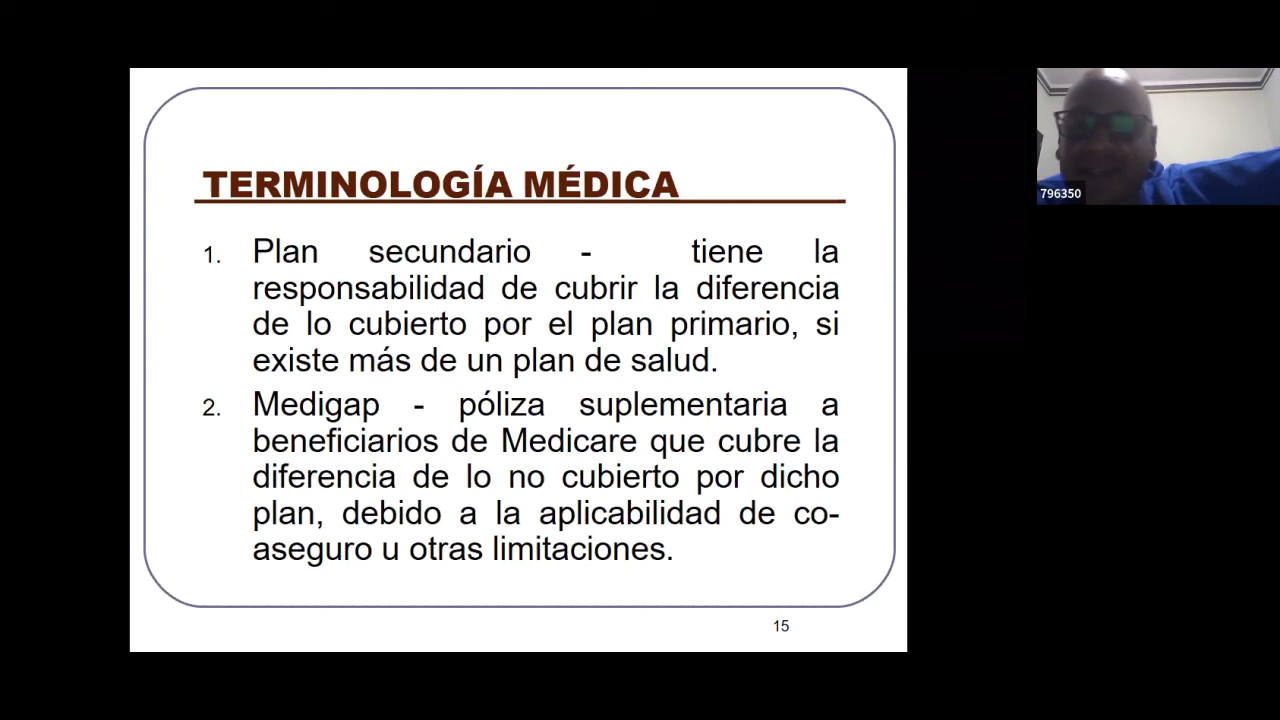 TERMINOLOGÍA MÉDICA
1. Plan secundario - tiene la
responsabilidad de cubrir la diferencia
de lo cubierto por el plan primario, si
existe más de un plan de salud.
2. Medigap - póliza suplementaria a
beneficiarios de Medicare que cubre la
diferencia de lo no cubierto por dicho
plan, debido a la aplicabilidad de co-
aseguro u otras limitaciones.
15
796350